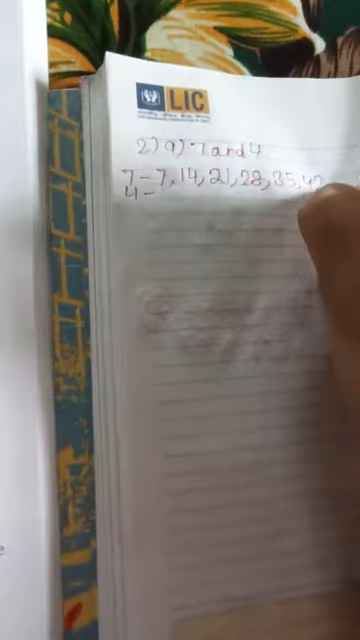 LIC
2) a) 7 and 4
7 - 7, 14, 21, 28, 35, 42
4 -